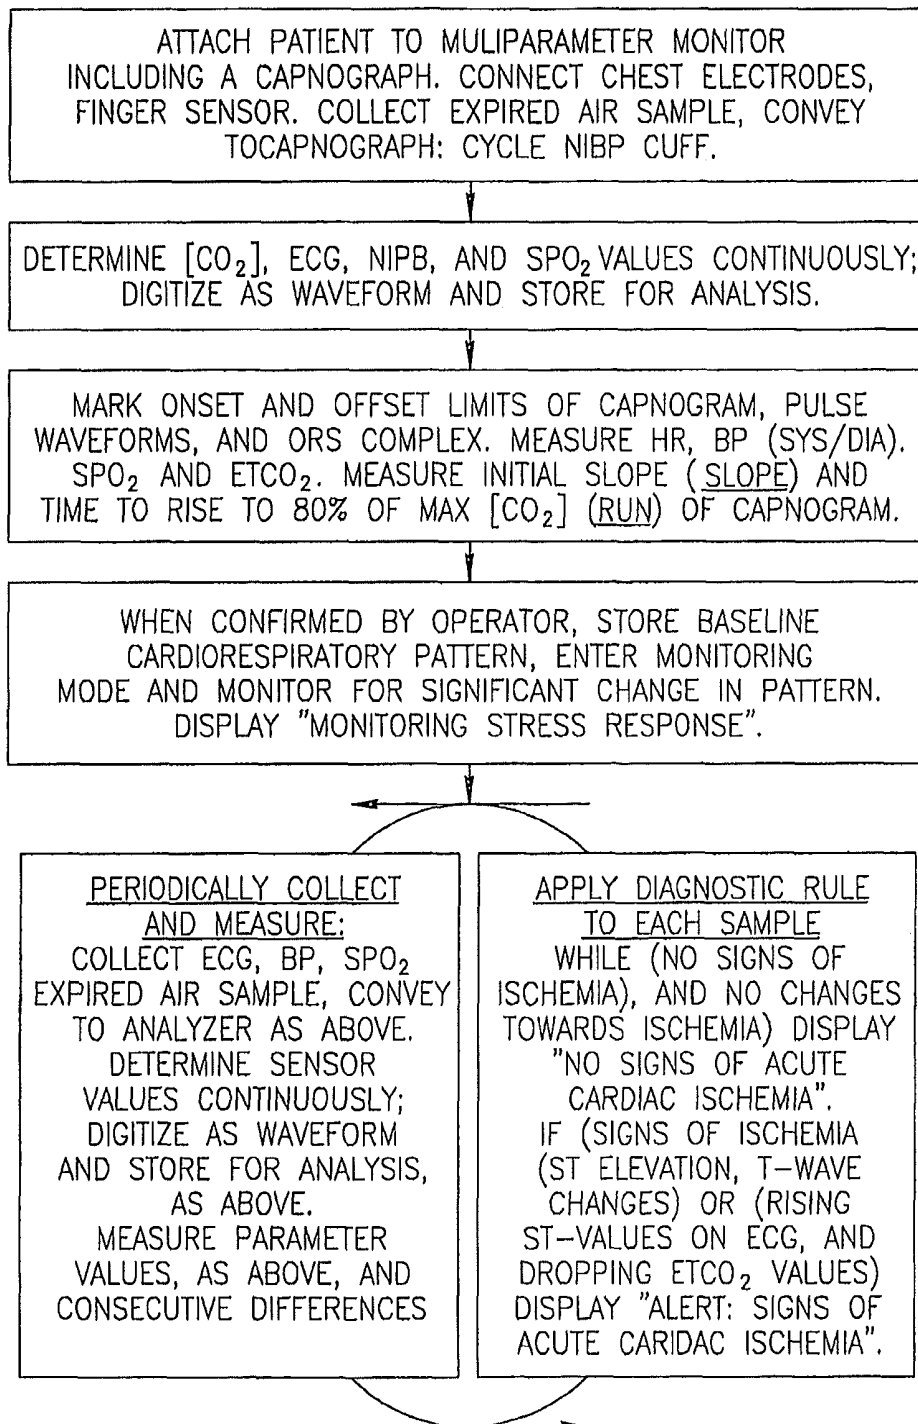 ATTACH PATIENT TO MULIPARAMETER MONITOR
INCLUDING A CAPNOGRAPH. CONNECT CHEST ELECTRODES,
FINGER SENSOR. COLLECT EXPIRED AIR SAMPLE, CONVEY
TOCAPNOGRAPH: CYCLE NIBP CUFF.
DETERMINE [CO₂], ECG, NIPB, AND SPO₂ VALUES CONTINUOUSLY;
DIGITIZE AS WAVEFORM AND STORE FOR ANALYSIS.
MARK ONSET AND OFFSET LIMITS OF CAPNOGRAM, PULSE
WAVEFORMS, AND ORS COMPLEX. MEASURE HR, BP (SYS/DIA).
SPO₂ AND ETCO₂. MEASURE INITIAL SLOPE (SLOPE) AND
TIME TO RISE TO 80% OF MAX [CO₂] (RUN) OF CAPNOGRAM.
WHEN CONFIRMED BY OPERATOR, STORE BASELINE
CARDIORESPIRATORY PATTERN, ENTER MONITORING
MODE AND MONITOR FOR SIGNIFICANT CHANGE IN PATTERN.
DISPLAY "MONITORING STRESS RESPONSE".
PERIODICALLY COLLECT
AND MEASURE:
COLLECT ECG, BP, SPO₂
EXPIRED AIR SAMPLE, CONVEY
TO ANALYZER AS ABOVE.
DETERMINE SENSOR
VALUES CONTINUOUSLY;
DIGITIZE AS WAVEFORM
AND STORE FOR ANALYSIS,
AS ABOVE.
MEASURE PARAMETER
VALUES, AS ABOVE, AND
CONSECUTIVE DIFFERENCES
APPLY DIAGNOSTIC RULE
TO EACH SAMPLE
WHILE (NO SIGNS OF
ISCHEMIA), AND NO CHANGES
TOWARDS ISCHEMIA) DISPLAY
"NO SIGNS OF ACUTE
CARDIAC ISCHEMIA".
IF (SIGNS OF ISCHEMIA
(ST ELEVATION, T-WAVE
CHANGES) OR (RISING
ST-VALUES ON ECG, AND
DROPPING ETCO₂ VALUES)
DISPLAY "ALERT: SIGNS OF
ACUTE CARIDAC ISCHEMIA".